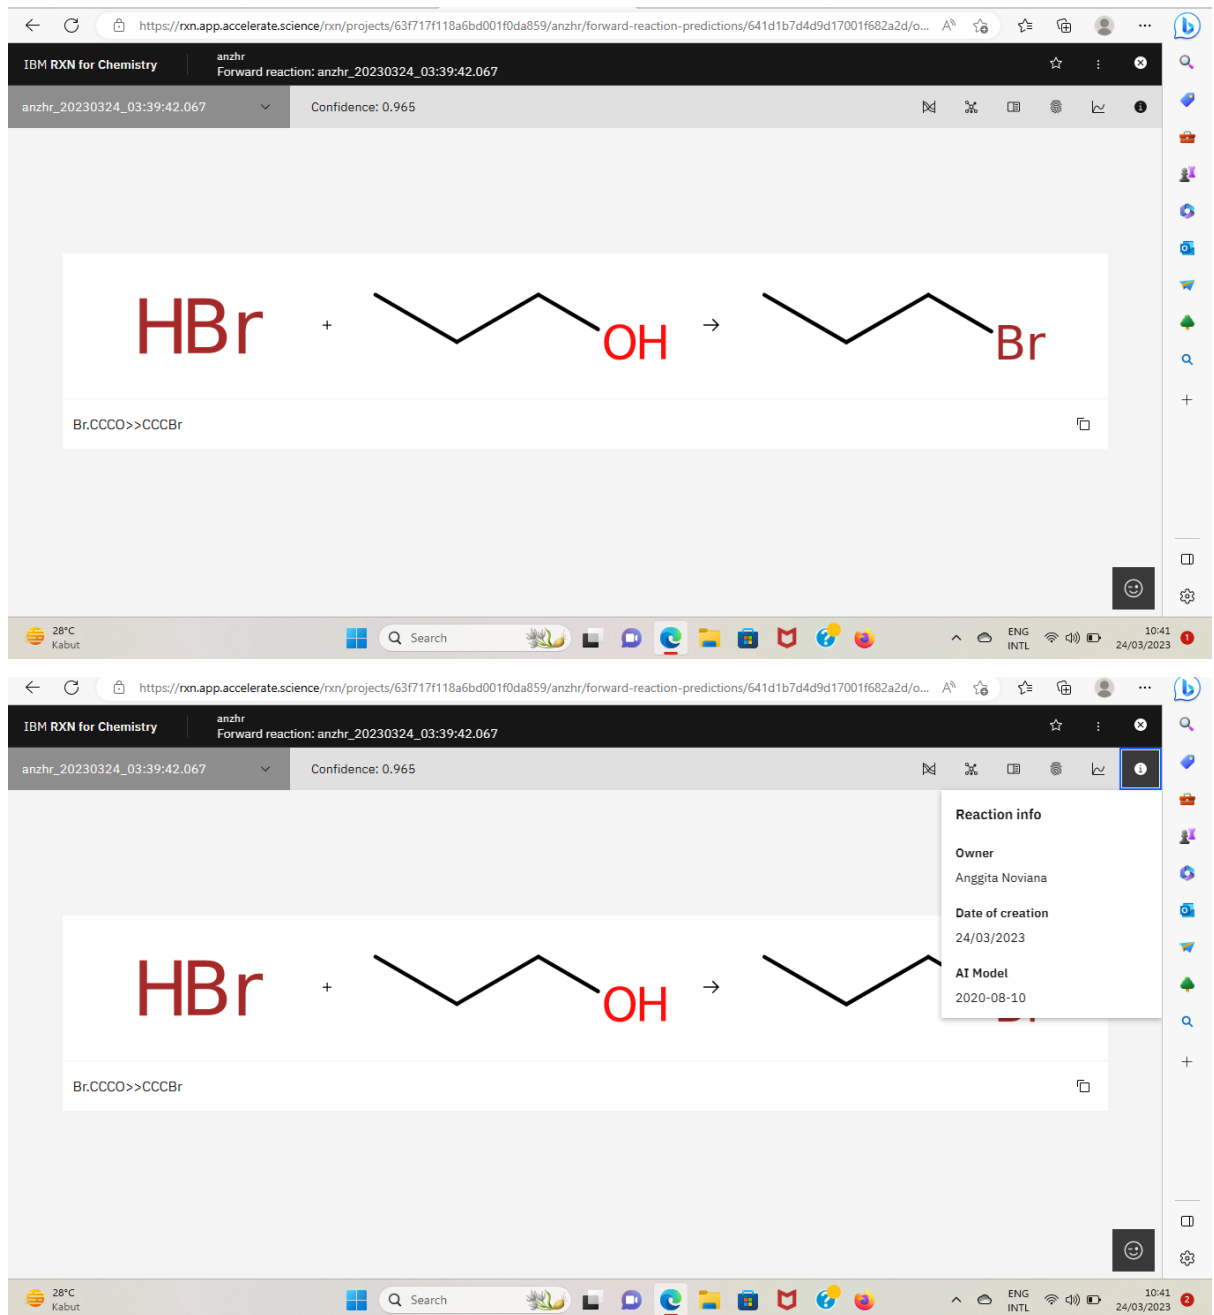 https://rxn.app.accelerate.science/rxn/projects/63f717f118a6bd001f0da859/anzhr/forward-reaction-predictions/641d1b7d4d9d17001f682a2d/o...
IBM RXN for Chemistry
anzhr
Forward reaction: anzhr_20230324_03:39:42.067
anzhr_20230324_03:39:42.067
Confidence: 0.965
HBr + OH → Br
Br.CCCO>>CCCBr
28°C
Kabut
Search
ENG
INTL
10:41
24/03/2023
1
https://rxn.app.accelerate.science/rxn/projects/63f717f118a6bd001f0da859/anzhr/forward-reaction-predictions/641d1b7d4d9d17001f682a2d/o...
IBM RXN for Chemistry
anzhr
Forward reaction: anzhr_20230324_03:39:42.067
anzhr_20230324_03:39:42.067
Confidence: 0.965
Reaction info
Owner
Anggita Noviana
Date of creation
24/03/2023
AI Model
2020-08-10
HBr + OH → Br
Br.CCCO>>CCCBr
28°C
Kabut
Search
ENG
INTL
10:41
24/03/2023
2